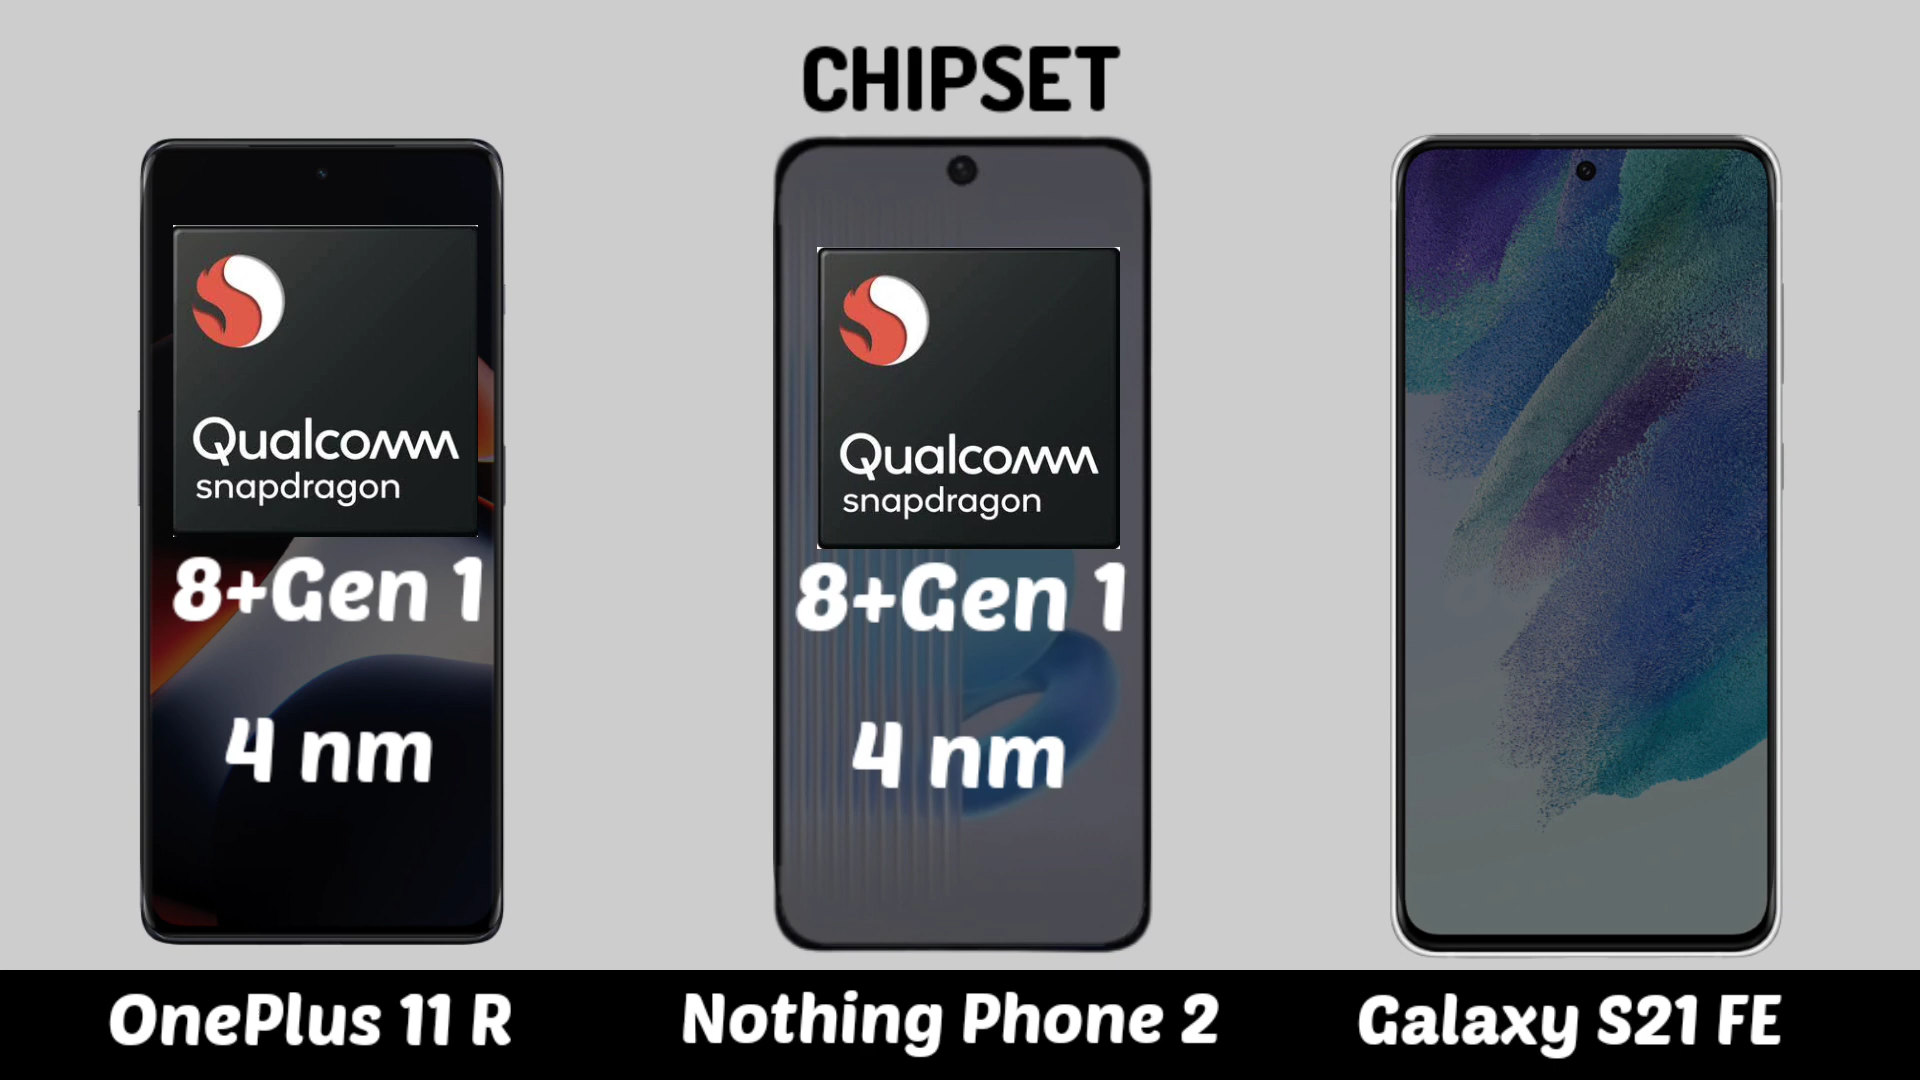 CHIPSET
Qualcomm
snapdragon
8+Gen 1
4 nm
Qualcomm
snapdragon
8+Gen 1
4 nm
OnePlus 11 R
Nothing Phone 2
Galaxy S21 FE